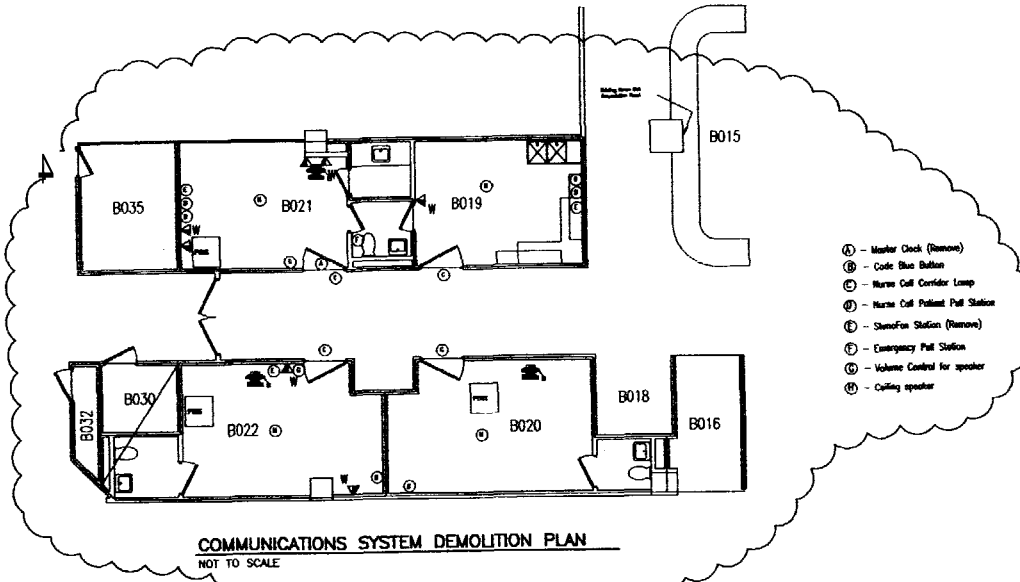 B015
B035
B021
W
B019
W
W
A
C
C
A - Master Clock (Remove)
B - Code Blue Button
C - Nurse Call Corridor Lamp
D - Nurse Call Patient Pull Station
E - StenoFon Station (Remove)
F - Emergency Pull Station
G - Volume Control for speaker
H - Ceiling speaker
C
C
W
B030
B032
B022
B020
B018
B016
W
COMMUNICATIONS SYSTEM DEMOLITION PLAN
NOT TO SCALE